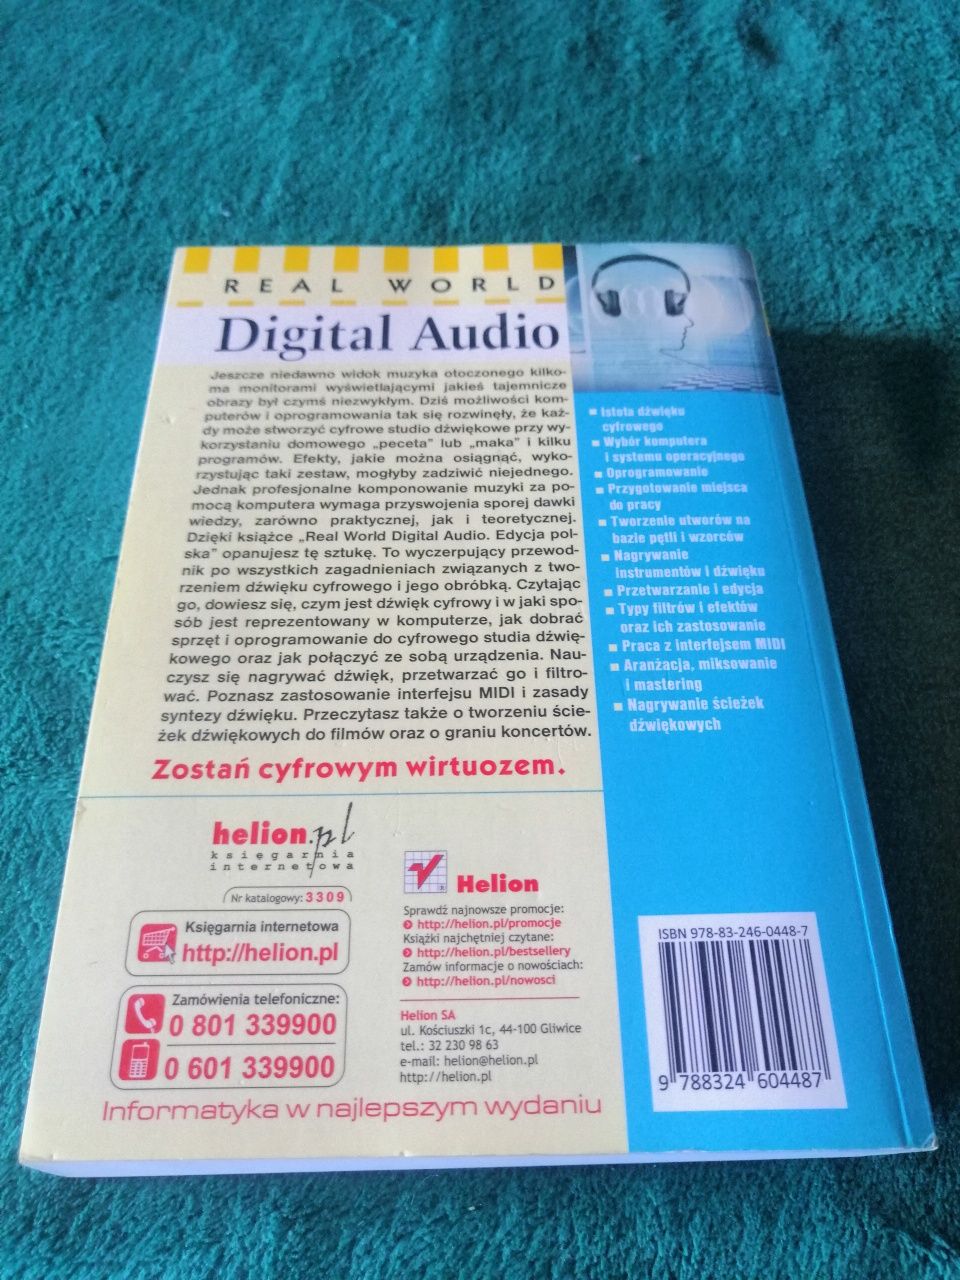 REAL WORLD
Digital Audio
Jeszcze niedawno widok muzyka otoczonego kilko-
ma monitorami wyświetlającymi jakieś tajemnicze
obrazy był czymś niezwykłym. Dziś możliwości kom-
puterów i oprogramowania tak się rozwinęły, że każ-
dy może stworzyć cyfrowe studio dźwiękowe przy wy-
korzystaniu domowego „peceta” lub „maka” i kilku
programów. Efekty, jakie można osiągnąć, wyko-
rzystując taki zestaw, mogłyby zadziwić niejednego.
Jednak profesjonalne komponowanie muzyki za po-
mocą komputera wymaga przyswojenia sporej dawki
wiedzy, zarówno praktycznej, jak i teoretycznej.
Dzięki książce „Real World Digital Audio. Edycja pol-
ska” opanujesz tę sztukę. To wyczerpujący przewod-
nik po wszystkich zagadnieniach związanych z two-
rzeniem dźwięku cyfrowego i jego obróbką. Czytając
go, dowiesz się, czym jest dźwięk cyfrowy i w jaki spo-
sób jest reprezentowany w komputerze, jak dobrać
sprzęt i oprogramowanie do cyfrowego studia dźwię-
kowego oraz jak połączyć ze sobą urządzenia. Nau-
czysz się nagrywać dźwięk, przetwarzać go i filtro-
wać. Poznasz zastosowanie interfejsu MIDI i zasady
syntezy dźwięku. Przeczytasz także o tworzeniu ście-
żek dźwiękowych do filmów oraz o graniu koncertów.
Zostań cyfrowym wirtuozem.
Istota dźwięku
cyfrowego
Wybór komputera
i systemu operacyjnego
Oprogramowanie
Przygotowanie miejsca
do pracy
Tworzenie utworów na
bazie pętli i wzorców
Nagrywanie
instrumentów i dźwięku
Przetwarzanie i edycja
Typy filtrów i efektów
oraz ich zastosowanie
Praca z interfejsem MIDI
Aranżacja, miksowanie
i mastering
Nagrywanie ścieżek
dźwiękowych
helion.pl
księgarnia
internetowa
Nr katalogowy: 3309
Księgarnia internetowa
http://helion.pl
Zamówienia telefoniczne:
0 801 339900
0 601 339900
Helion
Sprawdź najnowsze promocje:
http://helion.pl/promocje
Książki najchętniej czytane:
http://helion.pl/bestsellery
Zamów informacje o nowościach:
http://helion.pl/nowosci
Helion SA
ul. Kościuszki 1c, 44-100 Gliwice
tel.: 32 230 98 63
e-mail: helion@helion.pl
http://helion.pl
Informatyka w najlepszym wydaniu
ISBN 978-83-246-0448-7
9 788324 604487